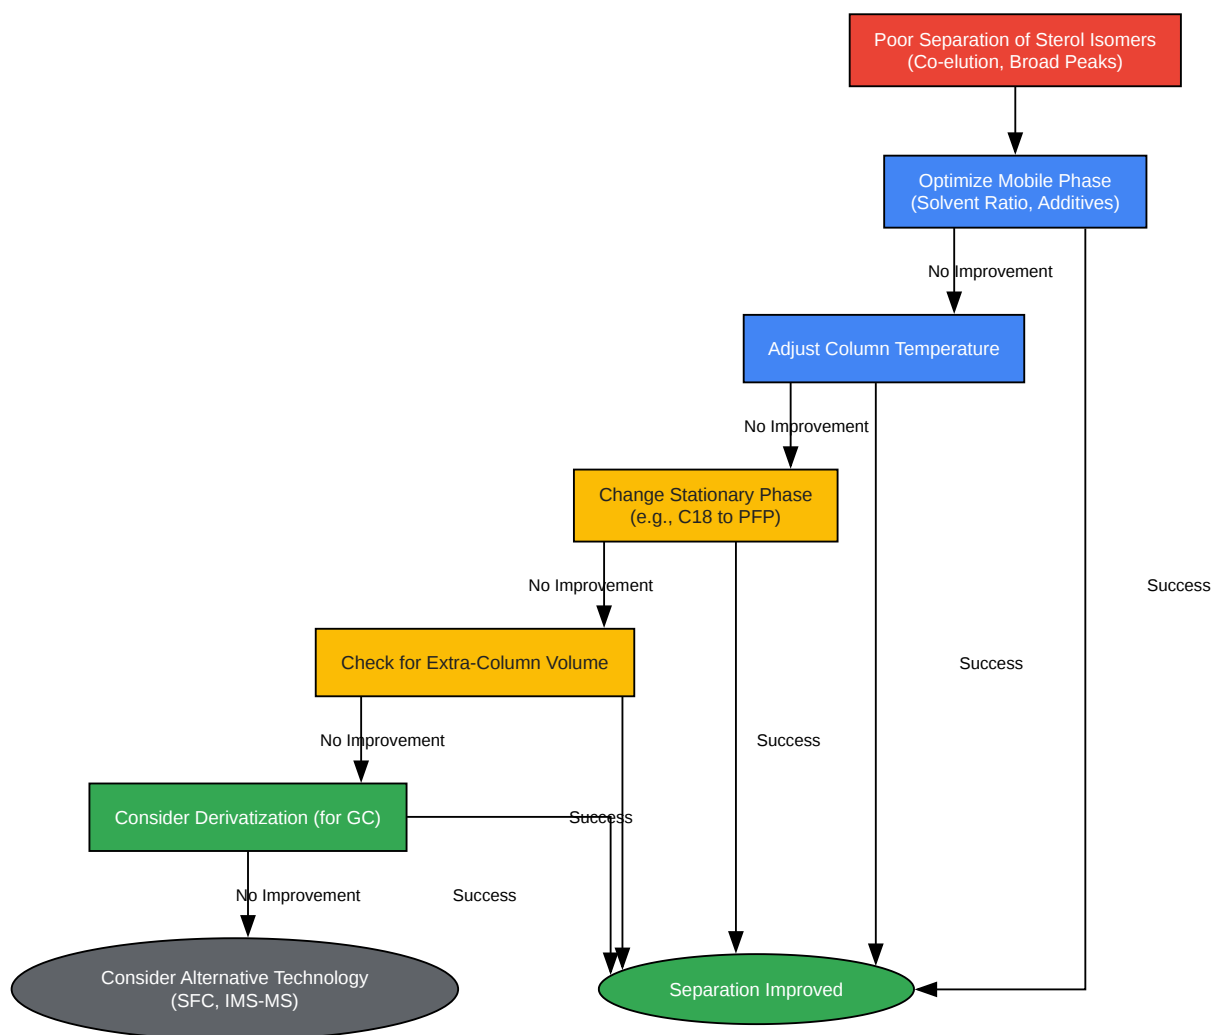 Poor Separation of Sterol Isomers
(Co-elution, Broad Peaks)
Optimize Mobile Phase
(Solvent Ratio, Additives)
No Improvement
Adjust Column Temperature
No Improvement
Change Stationary Phase
(e.g., C18 to PFP)
No Improvement
Success
Check for Extra-Column Volume
Success
No Improvement
Success
Consider Derivatization (for GC)
Success
No Improvement
Success
Consider Alternative Technology
(SFC, IMS-MS)
Separation Improved